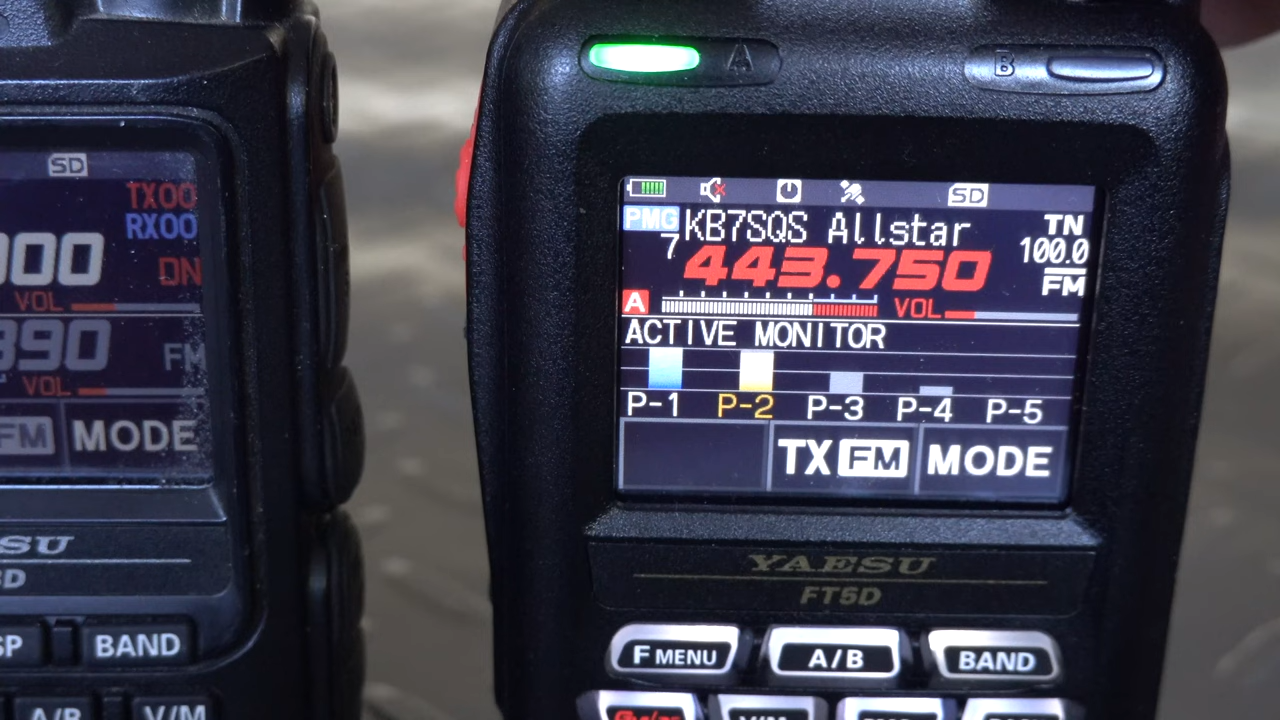 SD
TX00
RX00
000
DN
VOL
390
FM
VOL
FM MODE
SU
D
SP BAND
A/B V/M
A B
SD
PMG KB7SQS Allstar TN
7 443.750 100.0
FM
A VOL
ACTIVE MONITOR
P-1 P-2 P-3 P-4 P-5
TX FM MODE
YAESU
FT5D
F MENU A/B BAND
V/M